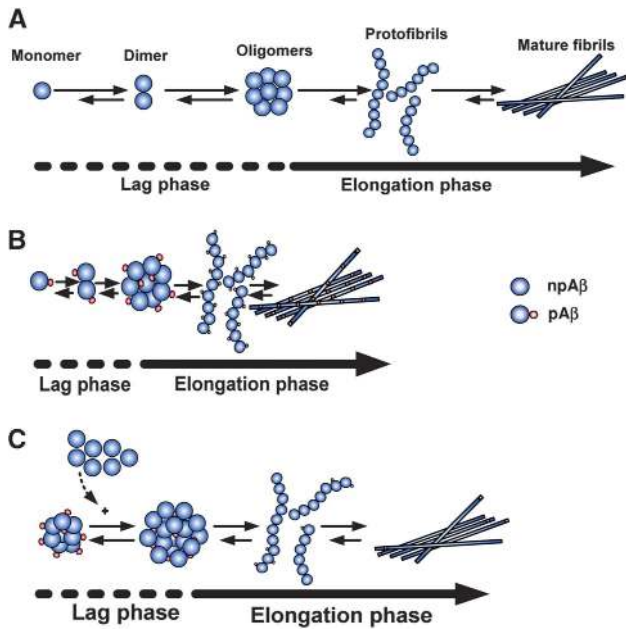 A
Monomer
Dimer
Oligomers
Protofibrils
Mature fibrils
Lag phase
Elongation phase
B
npAβ
pAβ
Lag phase
Elongation phase
C
+
Lag phase
Elongation phase